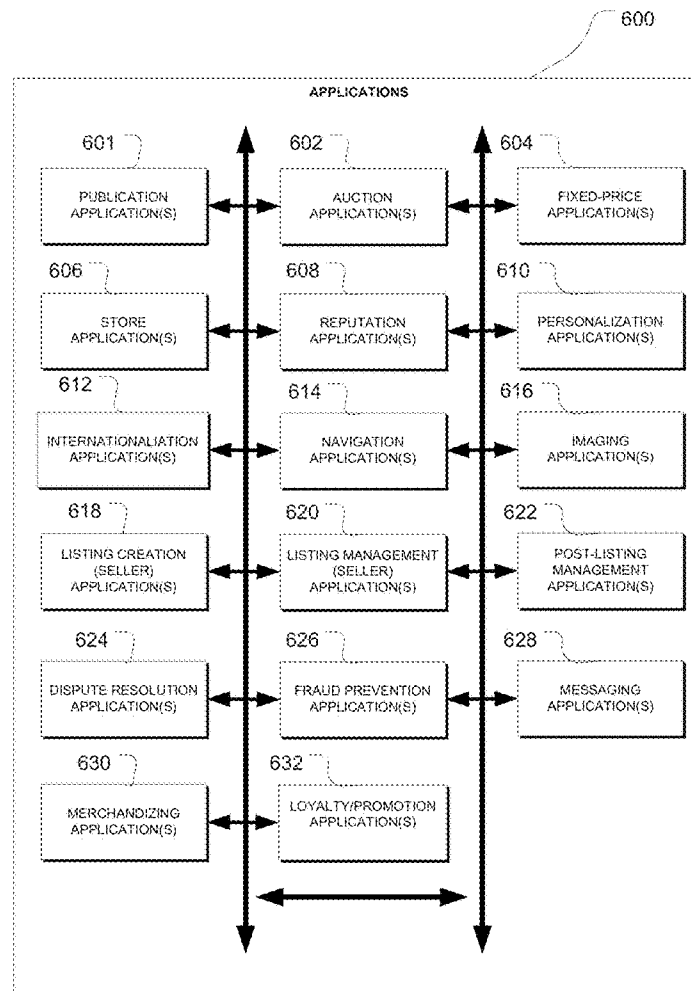 600
APPLICATIONS
601
602
604
PUBLICATION
APPLICATION(S)
AUCTION
APPLICATION(S)
FIXED-PRICE
APPLICATION(S)
606
608
610
STORE
APPLICATION(S)
REPUTATION
APPLICATION(S)
PERSONALIZATION
APPLICATION(S)
612
614
616
INTERNATIONALIATION
APPLICATION(S)
NAVIGATION
APPLICATION(S)
IMAGING
APPLICATION(S)
618
620
622
LISTING CREATION
(SELLER)
APPLICATION(S)
LISTING MANAGEMENT
(SELLER)
APPLICATION(S)
POST-LISTING
MANAGEMENT
APPLICATION(S)
624
626
628
DISPUTE RESOLUTION
APPLICATION(S)
FRAUD PREVENTION
APPLICATION(S)
MESSAGING
APPLICATION(S)
630
632
MERCHANDIZING
APPLICATION(S)
LOYALTY/PROMOTION
APPLICATION(S)